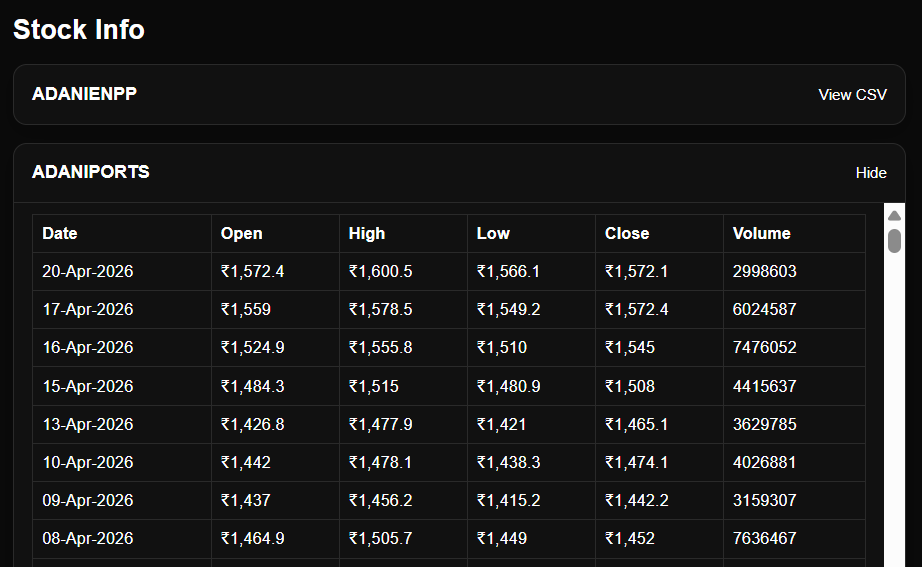 Stock Info
ADANIENPP View CSV
ADANIPORTS Hide
Date Open High Low Close Volume
20-Apr-2026 ₹1,572.4 ₹1,600.5 ₹1,566.1 ₹1,572.1 2998603
17-Apr-2026 ₹1,559 ₹1,578.5 ₹1,549.2 ₹1,572.4 6024587
16-Apr-2026 ₹1,524.9 ₹1,555.8 ₹1,510 ₹1,545 7476052
15-Apr-2026 ₹1,484.3 ₹1,515 ₹1,480.9 ₹1,508 4415637
13-Apr-2026 ₹1,426.8 ₹1,477.9 ₹1,421 ₹1,465.1 3629785
10-Apr-2026 ₹1,442 ₹1,478.1 ₹1,438.3 ₹1,474.1 4026881
09-Apr-2026 ₹1,437 ₹1,456.2 ₹1,415.2 ₹1,442.2 3159307
08-Apr-2026 ₹1,464.9 ₹1,505.7 ₹1,449 ₹1,452 7636467